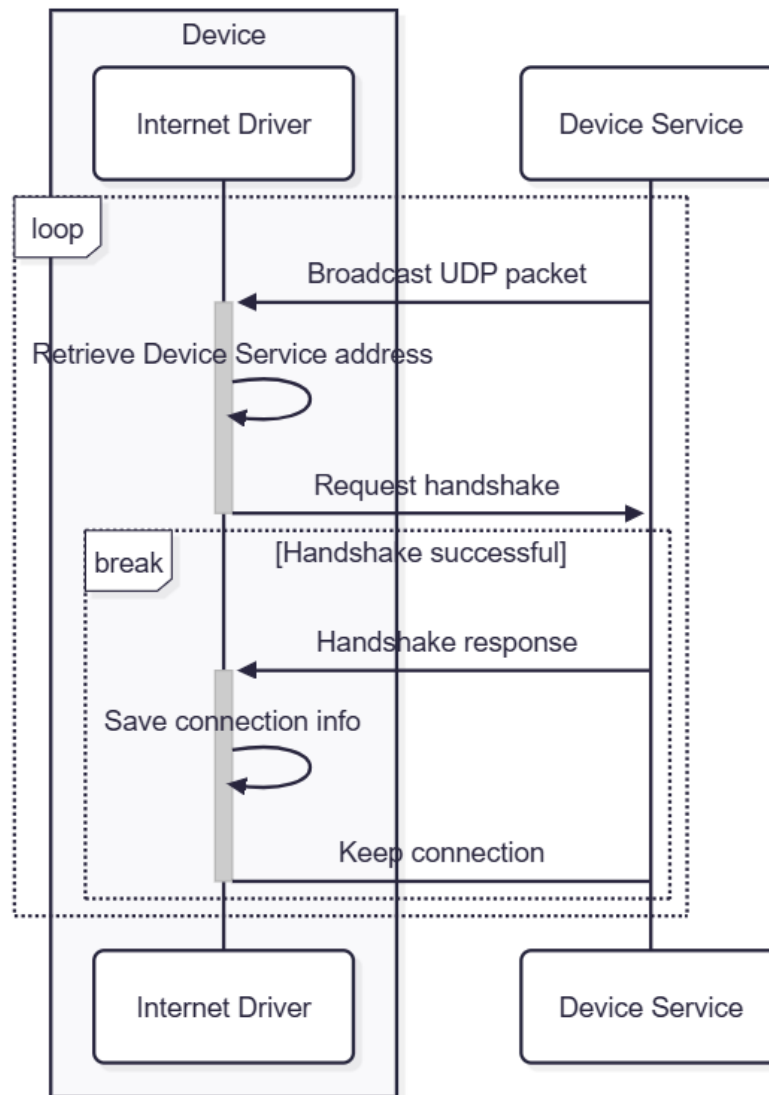 Device
Internet Driver
Device Service
loop
Broadcast UDP packet
Retrieve Device Service address
Request handshake
break
[Handshake successful]
Handshake response
Save connection info
Keep connection
Internet Driver
Device Service